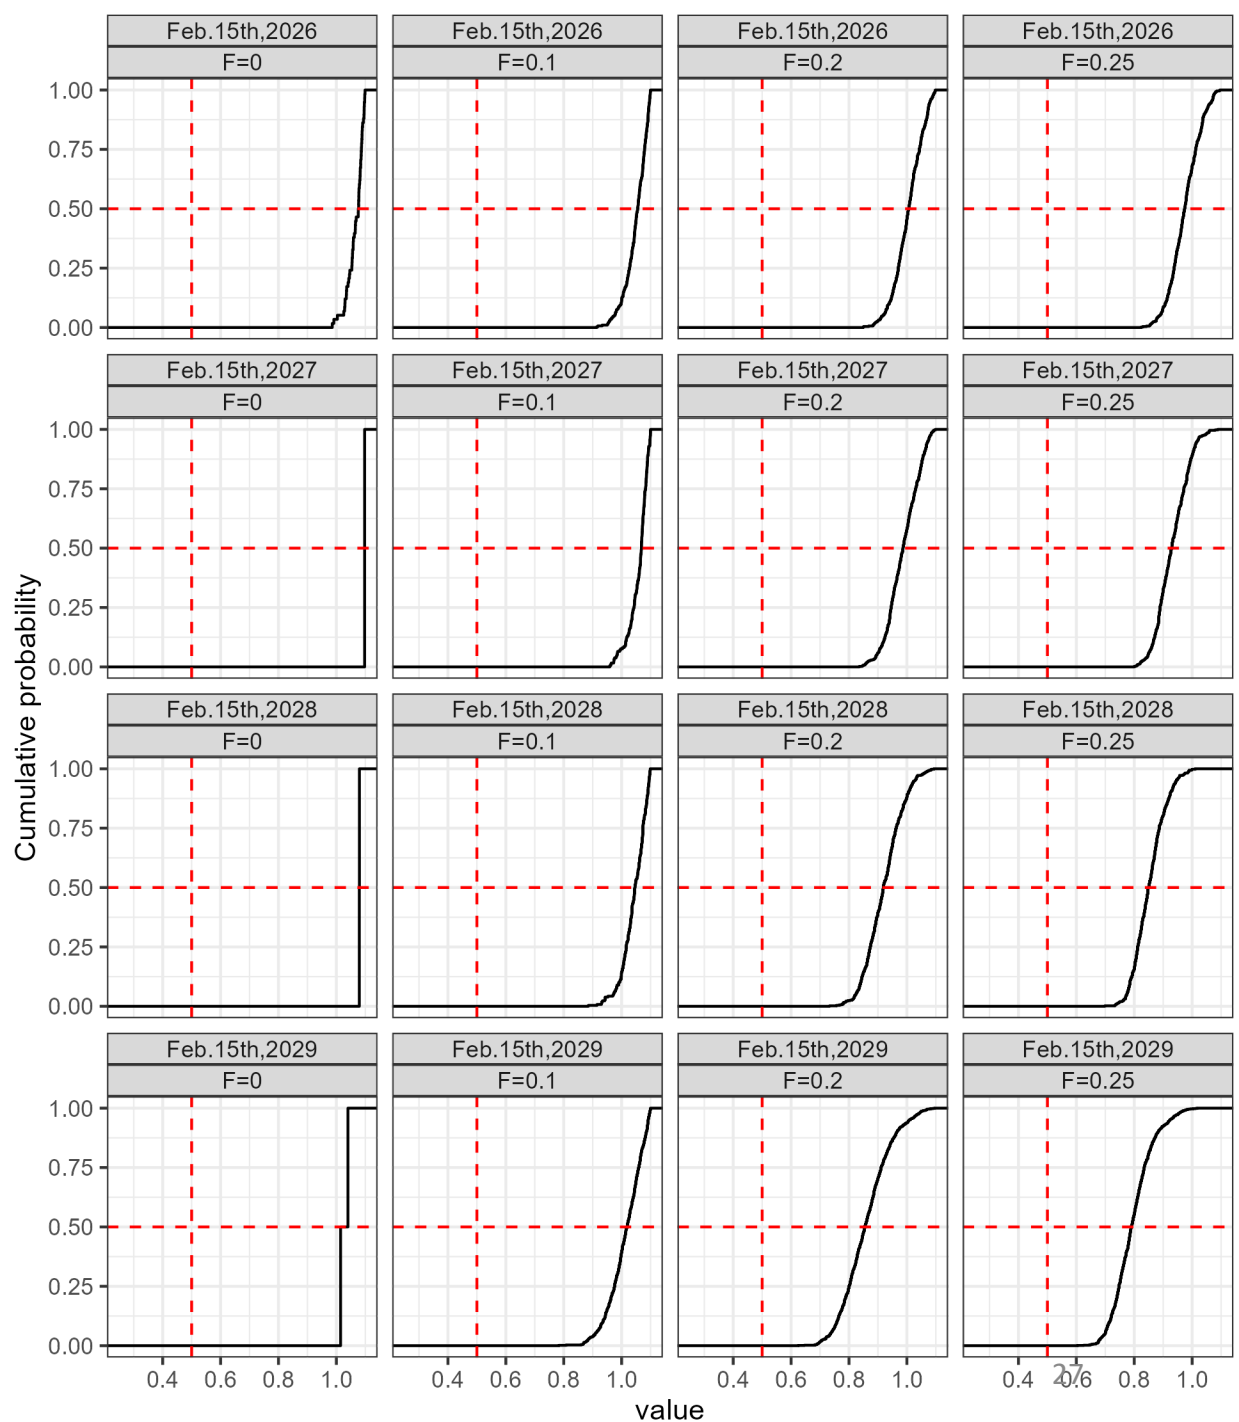 Feb.15th,2026 Feb.15th,2026 Feb.15th,2026 Feb.15th,2026
F=0 F=0.1 F=0.2 F=0.25
1.00
0.75
0.50
0.25
0.00
Feb.15th,2027 Feb.15th,2027 Feb.15th,2027 Feb.15th,2027
F=0 F=0.1 F=0.2 F=0.25
1.00
0.75
0.50
0.25
0.00
Cumulative probability
Feb.15th,2028 Feb.15th,2028 Feb.15th,2028 Feb.15th,2028
F=0 F=0.1 F=0.2 F=0.25
1.00
0.75
0.50
0.25
0.00
Feb.15th,2029 Feb.15th,2029 Feb.15th,2029 Feb.15th,2029
F=0 F=0.1 F=0.2 F=0.25
1.00
0.75
0.50
0.25
0.00
0.4 0.6 0.8 1.0 0.4 0.6 0.8 1.0 0.4 0.6 0.8 1.0 0.4 0.6 0.8 1.0
27
value